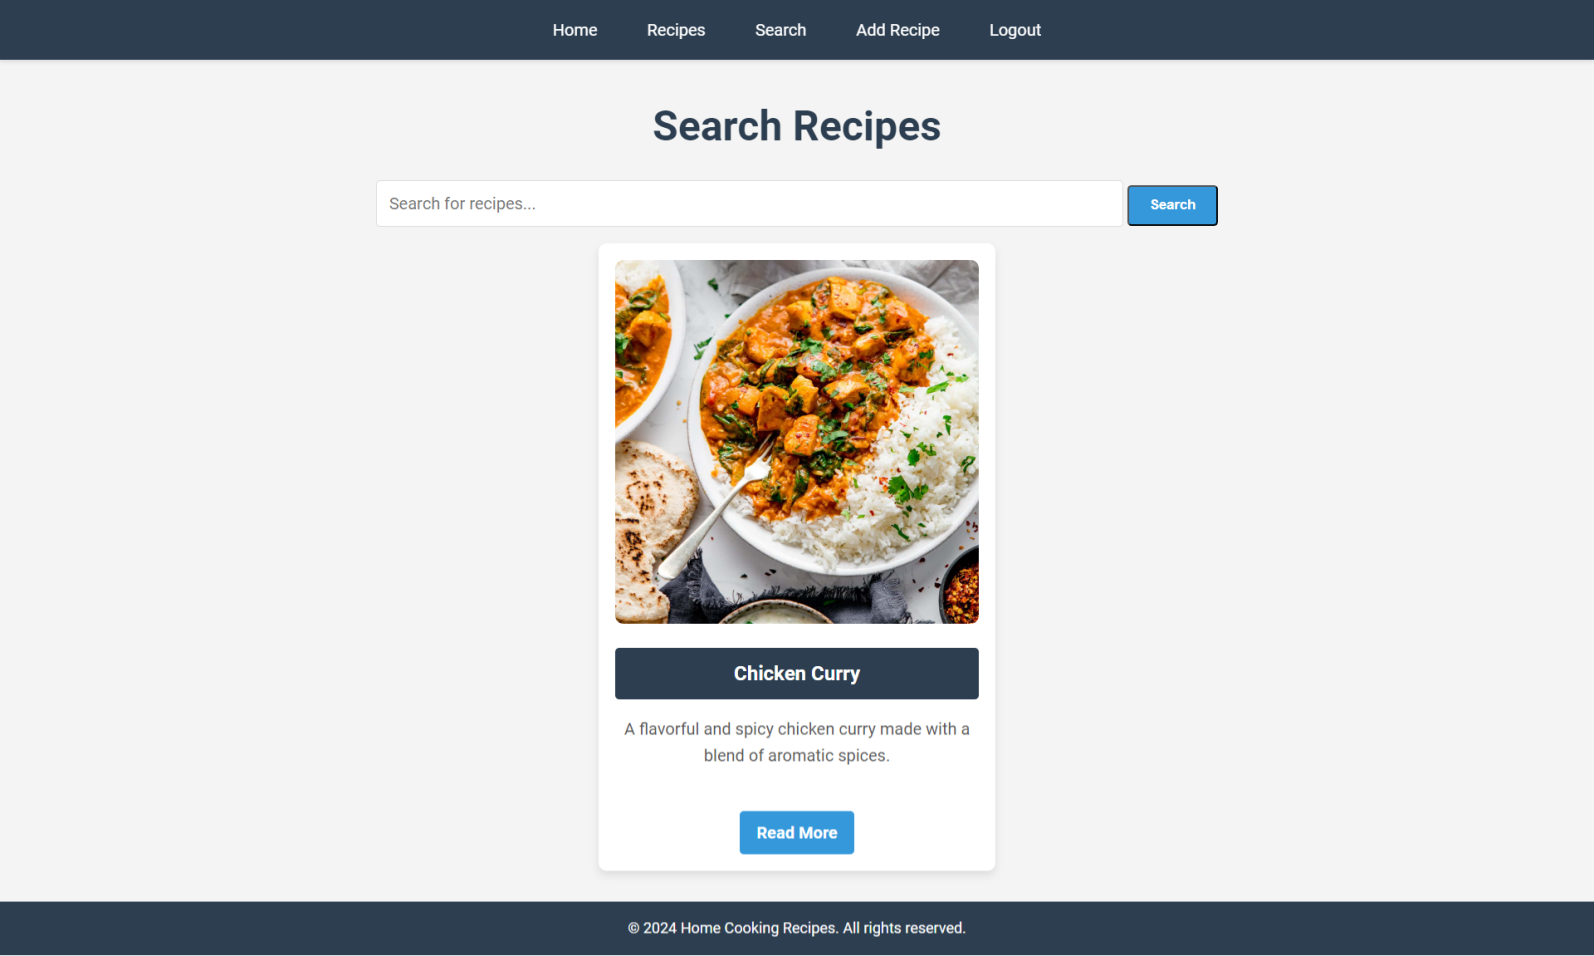 Home Recipes Search Add Recipe Logout
Search Recipes
Search for recipes... Search
Chicken Curry
A flavorful and spicy chicken curry made with a
blend of aromatic spices.
Read More
© 2024 Home Cooking Recipes. All rights reserved.